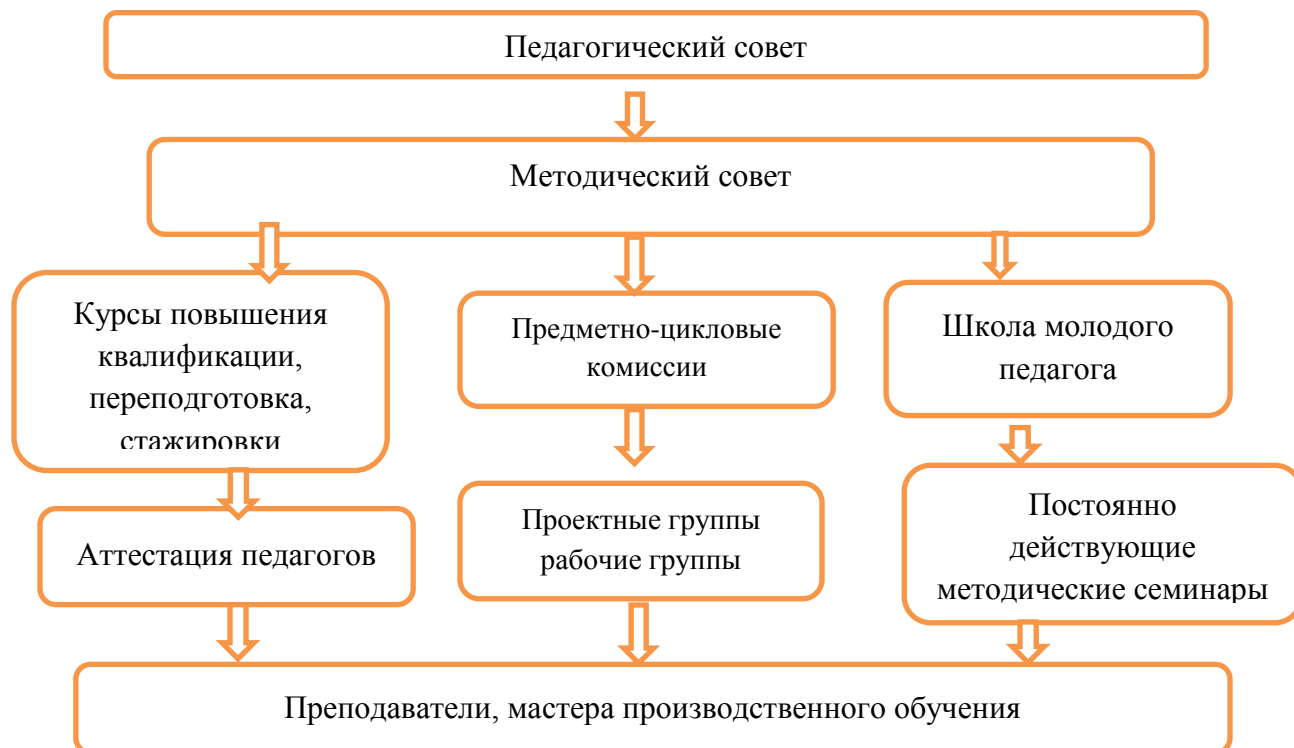 Педагогический совет
Методический совет
Курсы повышения
квалификации,
переподготовка,
стажировки
Предметно-цикловые
комиссии
Школа молодого
педагога
Аттестация педагогов
Проектные группы
рабочие группы
Постоянно
действующие
методические семинары
Преподаватели, мастера производственного обучения